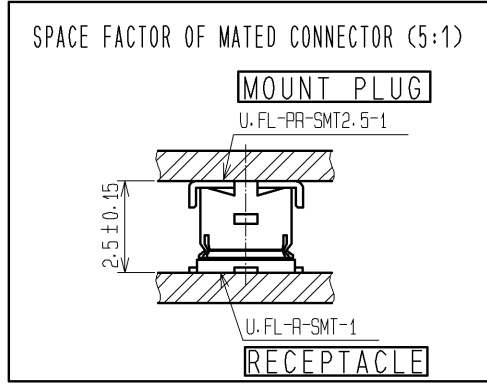 SPACE FACTOR OF MATED CONNECTOR (5:1)
MOUNT PLUG
U.FL-PR-SMT2.5-1
2.5±0.15
U.FL-R-SMT-1
RECEPTACLE